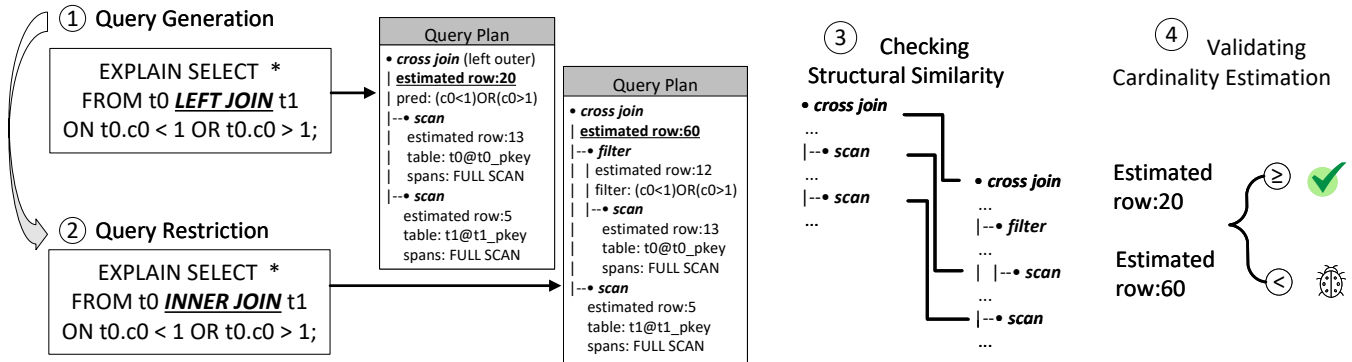 ① Query Generation
EXPLAIN SELECT *
FROM t0 LEFT JOIN t1
ON t0.c0 < 1 OR t0.c0 > 1;
② Query Restriction
EXPLAIN SELECT *
FROM t0 INNER JOIN t1
ON t0.c0 < 1 OR t0.c0 > 1;
Query Plan
• cross join (left outer)
| estimated row:20
| pred: (c0<1)OR(c0>1)
|--• scan
estimated row:13
table: t0@t0_pkey
spans: FULL SCAN
|--• scan
estimated row:5
table: t1@t1_pkey
spans: FULL SCAN
Query Plan
• cross join
| estimated row:60
|--• filter
| | estimated row:12
| | filter: (c0<1)OR(c0>1)
| |--• scan
| estimated row:13
| table: t0@t0_pkey
| spans: FULL SCAN
|--• scan
estimated row:5
table: t1@t1_pkey
spans: FULL SCAN
③ Checking
Structural Similarity
• cross join
...
|--• scan
...
|--• scan
...
• cross join
...
|--• filter
...
| |--• scan
...
|--• scan
...
④ Validating
Cardinality Estimation
Estimated
row:20
≥
Estimated
row:60
<